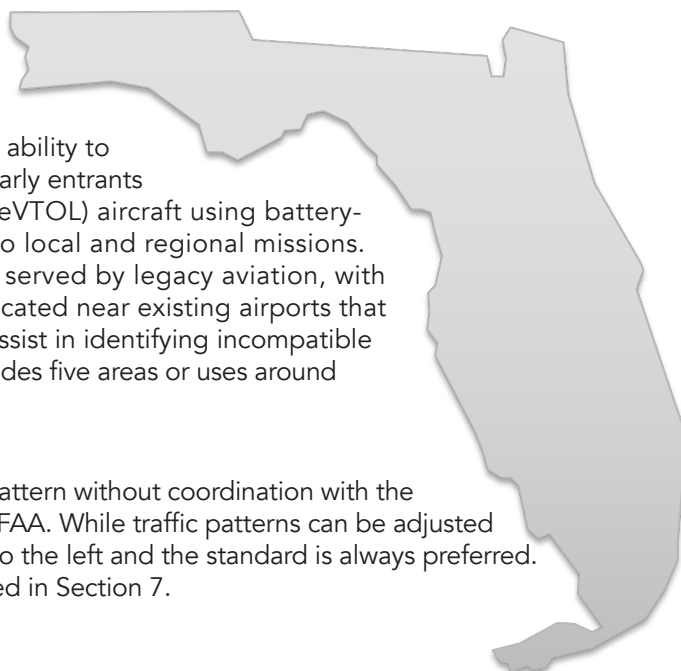 ability to
arly entrants
eVTOL) aircraft using battery-
o local and regional missions.
served by legacy aviation, with
cated near existing airports that
ssist in identifying incompatible
des five areas or uses around
attern without coordination with the
FAA. While traffic patterns can be adjusted
o the left and the standard is always preferred.
ed in Section 7.